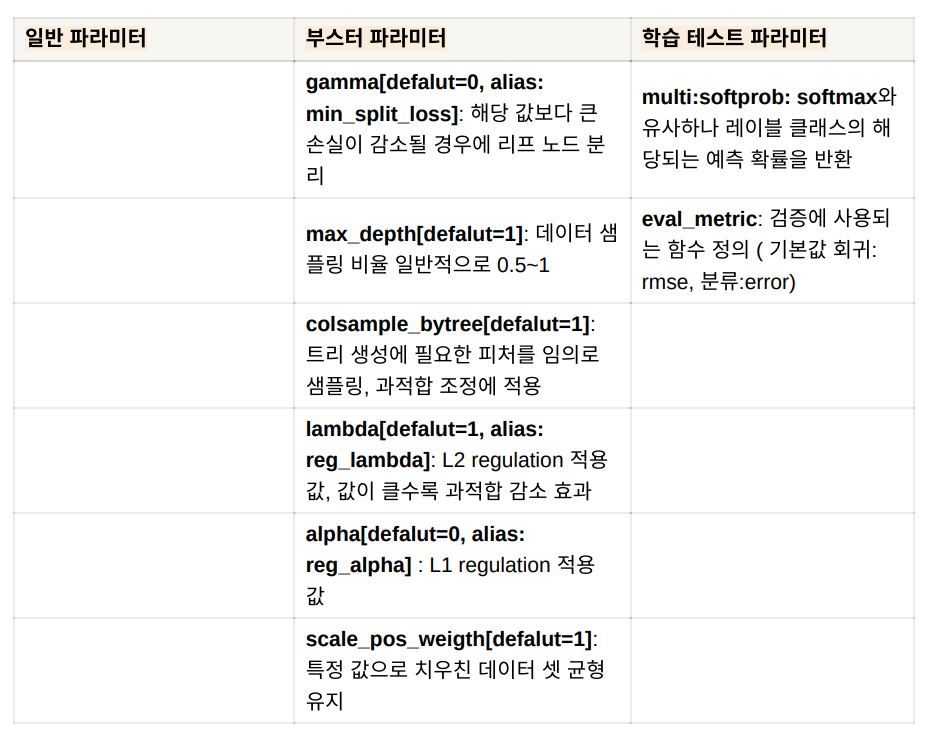 일반 파라미터
부스터 파라미터
학습 테스트 파라미터
gamma[defalut=0, alias:
min_split_loss]: 해당 값보다 큰
손실이 감소될 경우에 리프 노드 분
리
multi:softprob: softmax와
유사하나 레이블 클래스의 해
당되는 예측 확률을 반환
max_depth[defalut=1]: 데이터 샘
플링 비율 일반적으로 0.5~1
eval_metric: 검증에 사용되
는 함수 정의 ( 기본값 회귀:
rmse, 분류:error)
colsample_bytree[defalut=1]:
트리 생성에 필요한 피처를 임의로
샘플링, 과적합 조정에 적용
lambda[defalut=1, alias:
reg_lambda]: L2 regulation 적용
값, 값이 클수록 과적합 감소 효과
alpha[defalut=0, alias:
reg_alpha] : L1 regulation 적용
값
scale_pos_weigth[defalut=1]:
특정 값으로 치우친 데이터 셋 균형
유지